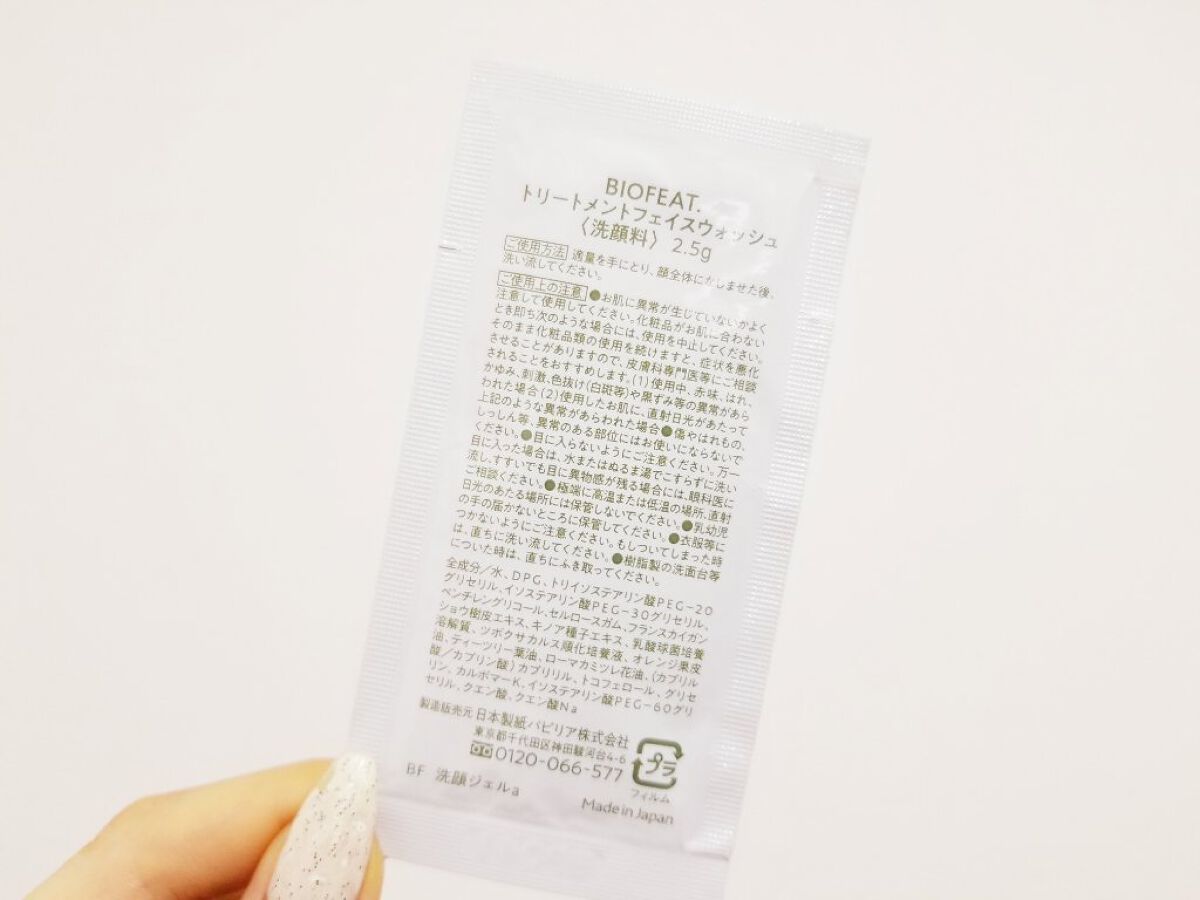 BIOFEAT.
トリートメントフェイスウォッシュ
〈洗顔料〉 2.5g
ご使用方法 適量を手にとり、顔全体になじませた後、
洗い流してください。
ご使用上の注意 ●お肌に異常が生じていないかよく
注意して使用してください。化粧品がお肌に合わない
とき即ち次のような場合には、使用を中止してください。
そのまま化粧品類の使用を続けますと、症状を悪化
させることがありますので、皮膚科専門医等にご相談
されることをおすすめします。(1)使用中、赤味、はれ、
かゆみ、刺激、色抜け(白斑等)や黒ずみ等の異常があら
われた場合(2)使用したお肌に、直射日光があたって
上記のような異常があらわれた場合●傷やはれもの、
しっしん等、異常のある部位にはお使いにならないで
ください。●目に入らないようにご注意ください。万一
目に入った場合は、水またはぬるま湯でこすらずに洗い
流し、すすいでも目に異物感が残る場合には、眼科医に
ご相談ください。●極端に高温または低温の場所、直射
日光のあたる場所には保管しないでください。●乳幼児
の手の届かないところに保管してください。●衣服等に
つかないようにご注意ください。もしついてしまった時
は、直ちに洗い流してください。●樹脂製の洗面台等
についた時は、直ちにふき取ってください。
全成分/水、DPG、トリイソステアリン酸PEG-20
グリセリル、イソステアリン酸PEG-30グリセリル、
ペンチレングリコール、セルロースガム、フランスカイガン
ショウ樹皮エキス、キノア種子エキス、乳酸球菌培養
溶解質、ツボクサカルス順化培養液、オレンジ果皮
油、ティーツリー葉油、ローマカミツレ花油、(カプリル
酸/カプリン酸)カプリリル、トコフェロール、グリセ
リン、カルボマーK、イソステアリン酸PEG-60グリ
セリル、クエン酸、クエン酸Na
製造販売元 日本製紙パピリア株式会社
東京都千代田区神田駿河台4-6
0120-066-577
プラ
フィルム
BF 洗顔ジェルa
Made in Japan